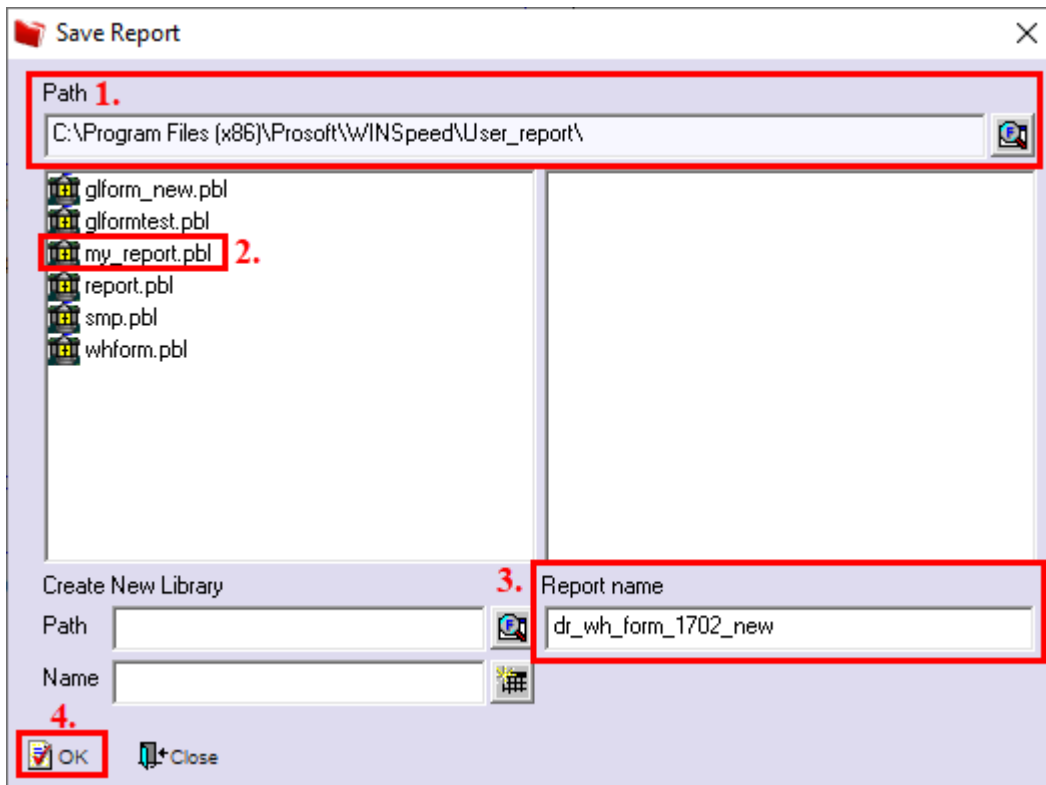 Save Report
Path 1.
C:\Program Files (x86)\Prosoft\WINSpeed\User_report\
glform_new.pbl
glformtest.pbl
my_report.pbl 2.
report.pbl
smp.pbl
whform.pbl
Create New Library
Path
Name
3. Report name
dr_wh_form_1702_new
4.
OK
Close